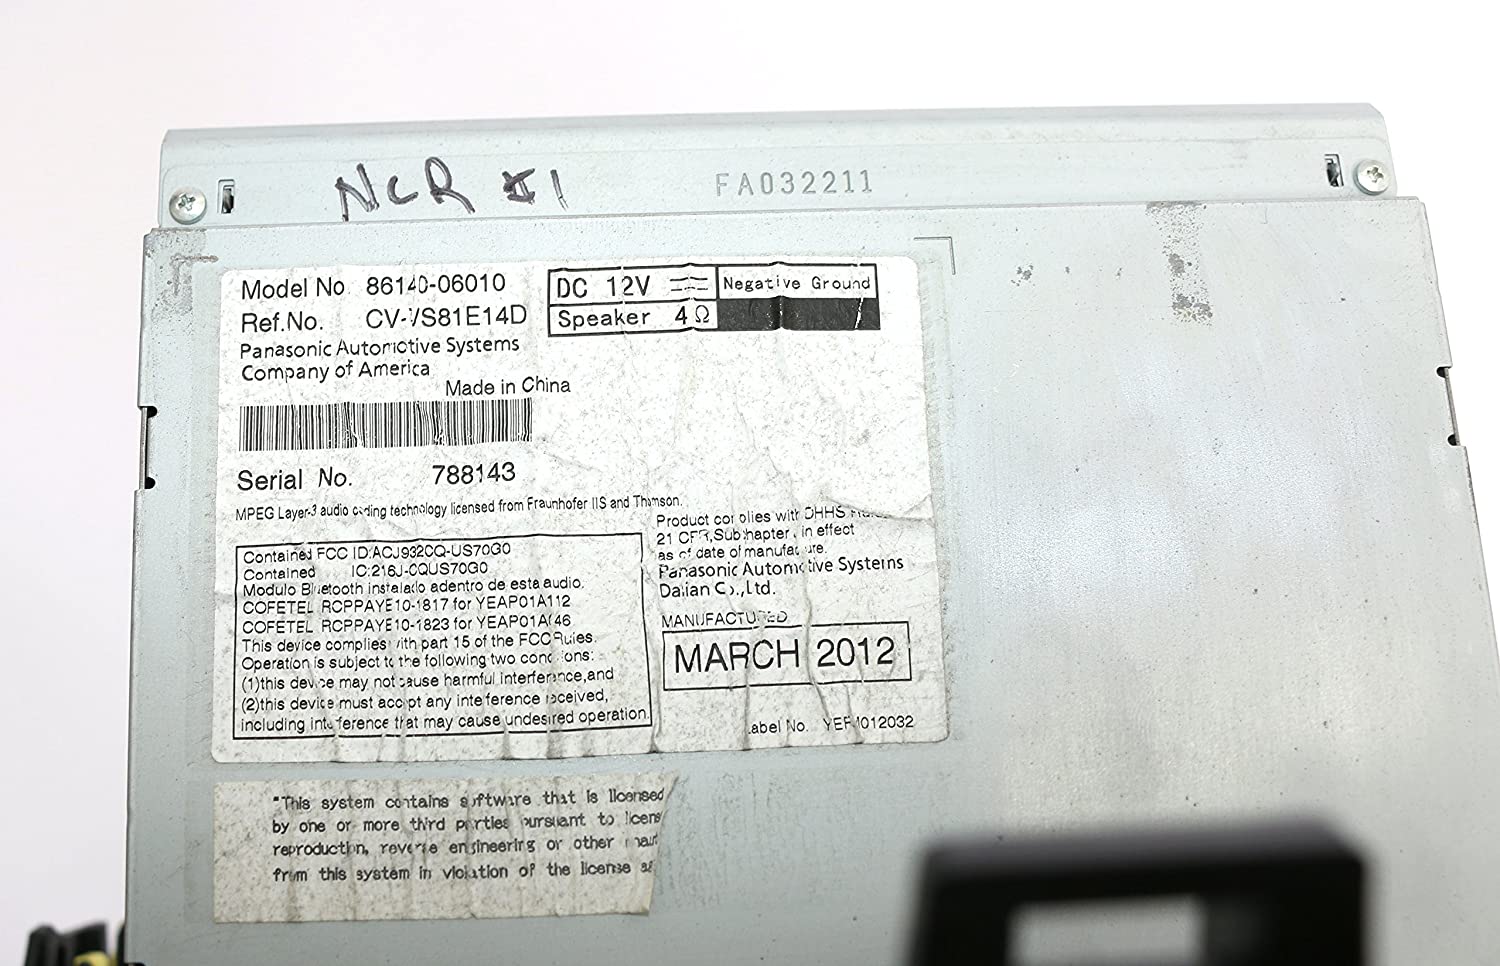 NCR #1
FA032211
Model No. 86140-06010
Ref.No. CV-VS81E14D
DC 12V Negative Ground
Speaker 4Ω
Panasonic Automotive Systems
Company of America
Made in China
Serial No. 788143
MPEG Layer-3 audio coding technology licensed from Fraunhofer IIS and Thomson.
Contained FCC ID:ACJ932CQ-US70G0
Contained IC:216J-CQUS70G0
Modulo Bluetooth instalado adentro de esta audio.
COFETEL RCPPAYE10-1817 for YEAP01A112
COFETEL RCPPAYE10-1823 for YEAP01A646
This device complies with part 15 of the FCC Rules.
Operation is subject to the following two conditions:
(1)this device may not cause harmful interference,and
(2)this device must accept any interference received,
including interference that may cause undesired operation.
Product complies with DHHS
21 CFR,Subchapter in effect
as of date of manufacture.
Panasonic Automotive Systems
Dalian Co.,Ltd.
MANUFACTURED
MARCH 2012
Label No.
"This system contains software that is licensed
by one or more third parties pursuant to
reproduction, reverse engineering or other
from this system in violation of the license